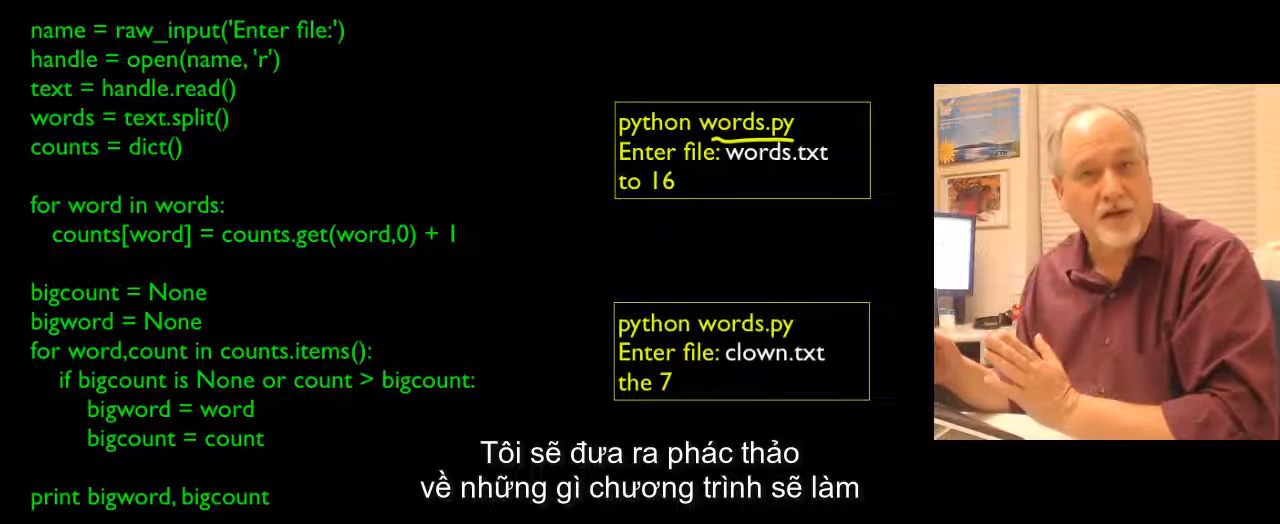 name = raw_input('Enter file:')
handle = open(name, 'r')
text = handle.read()
words = text.split()
counts = dict()
for word in words:
counts[word] = counts.get(word,0) + 1
bigcount = None
bigword = None
for word,count in counts.items():
if bigcount is None or count > bigcount:
bigword = word
bigcount = count
print bigword, bigcount
python words.py
Enter file: words.txt
to 16
python words.py
Enter file: clown.txt
the 7
Tôi sẽ đưa ra phác thảo
về những gì chương trình sẽ làm